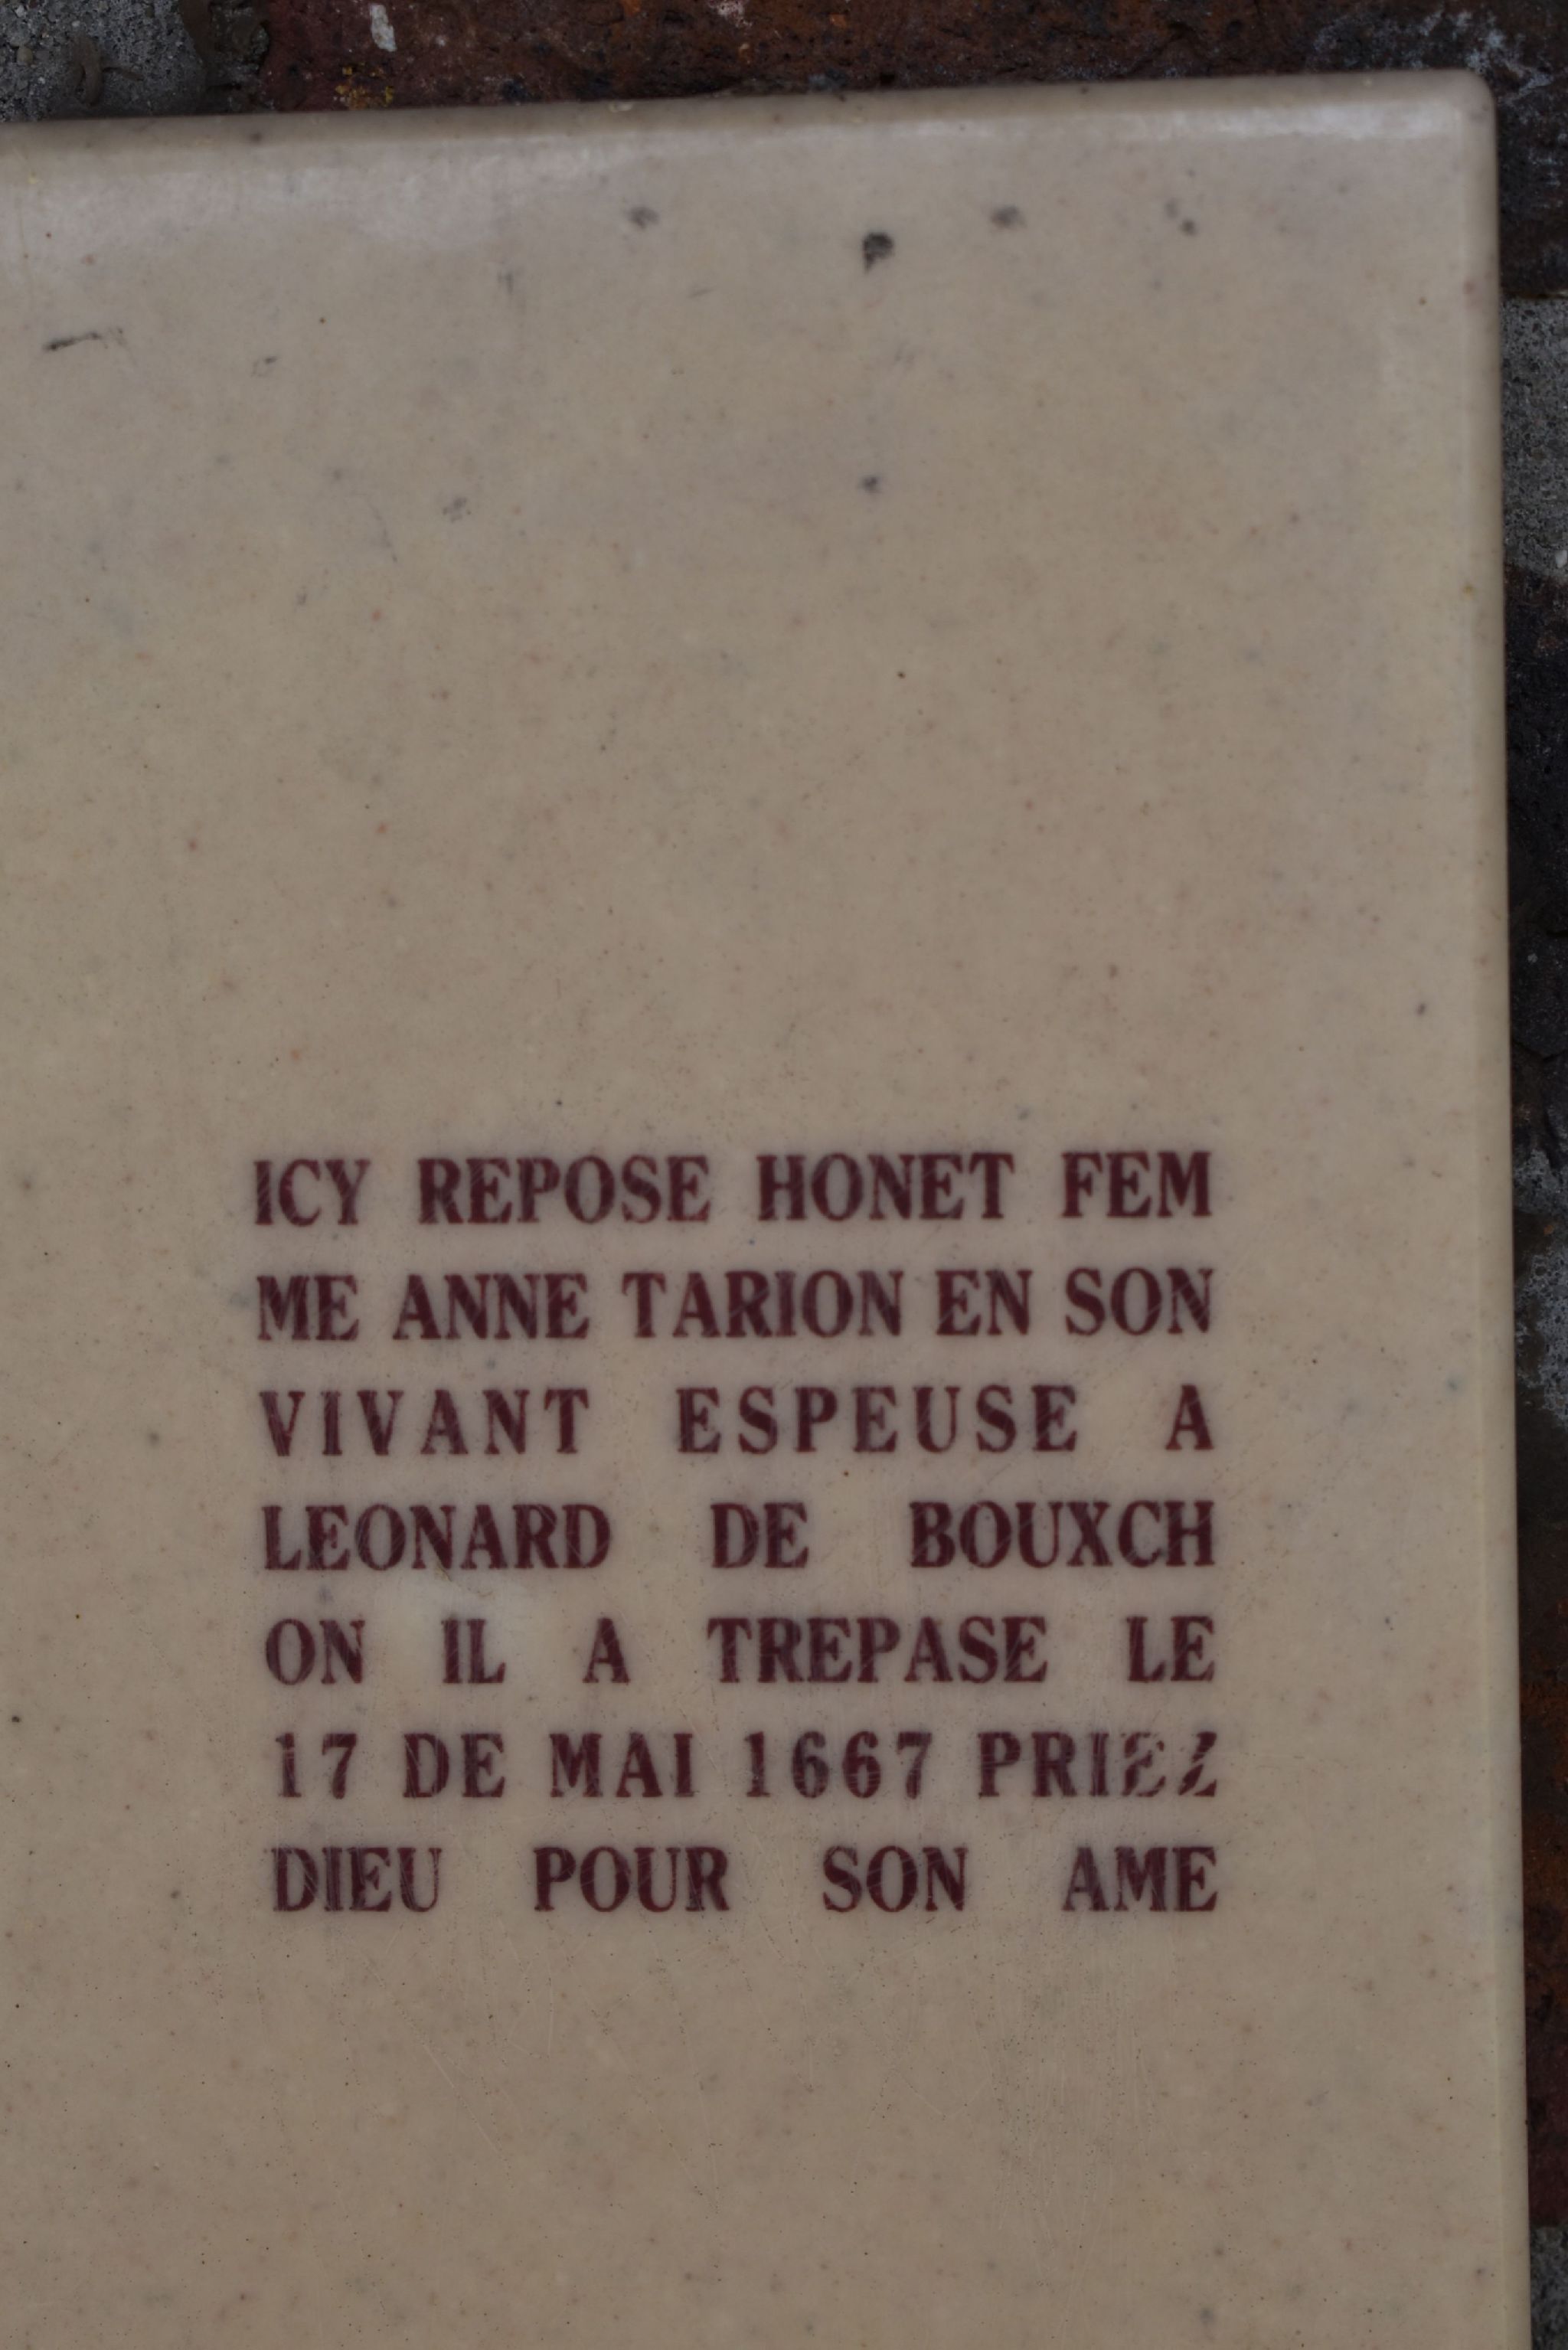 ICY REPOSE HONET FEM
ME ANNE TARION EN SON
VIVANT ESPEUSE A
LEONARD DE BOUXCH
ON IL A TREPASE LE
17 DE MAI 1667 PRIEZ
DIEU POUR SON AME